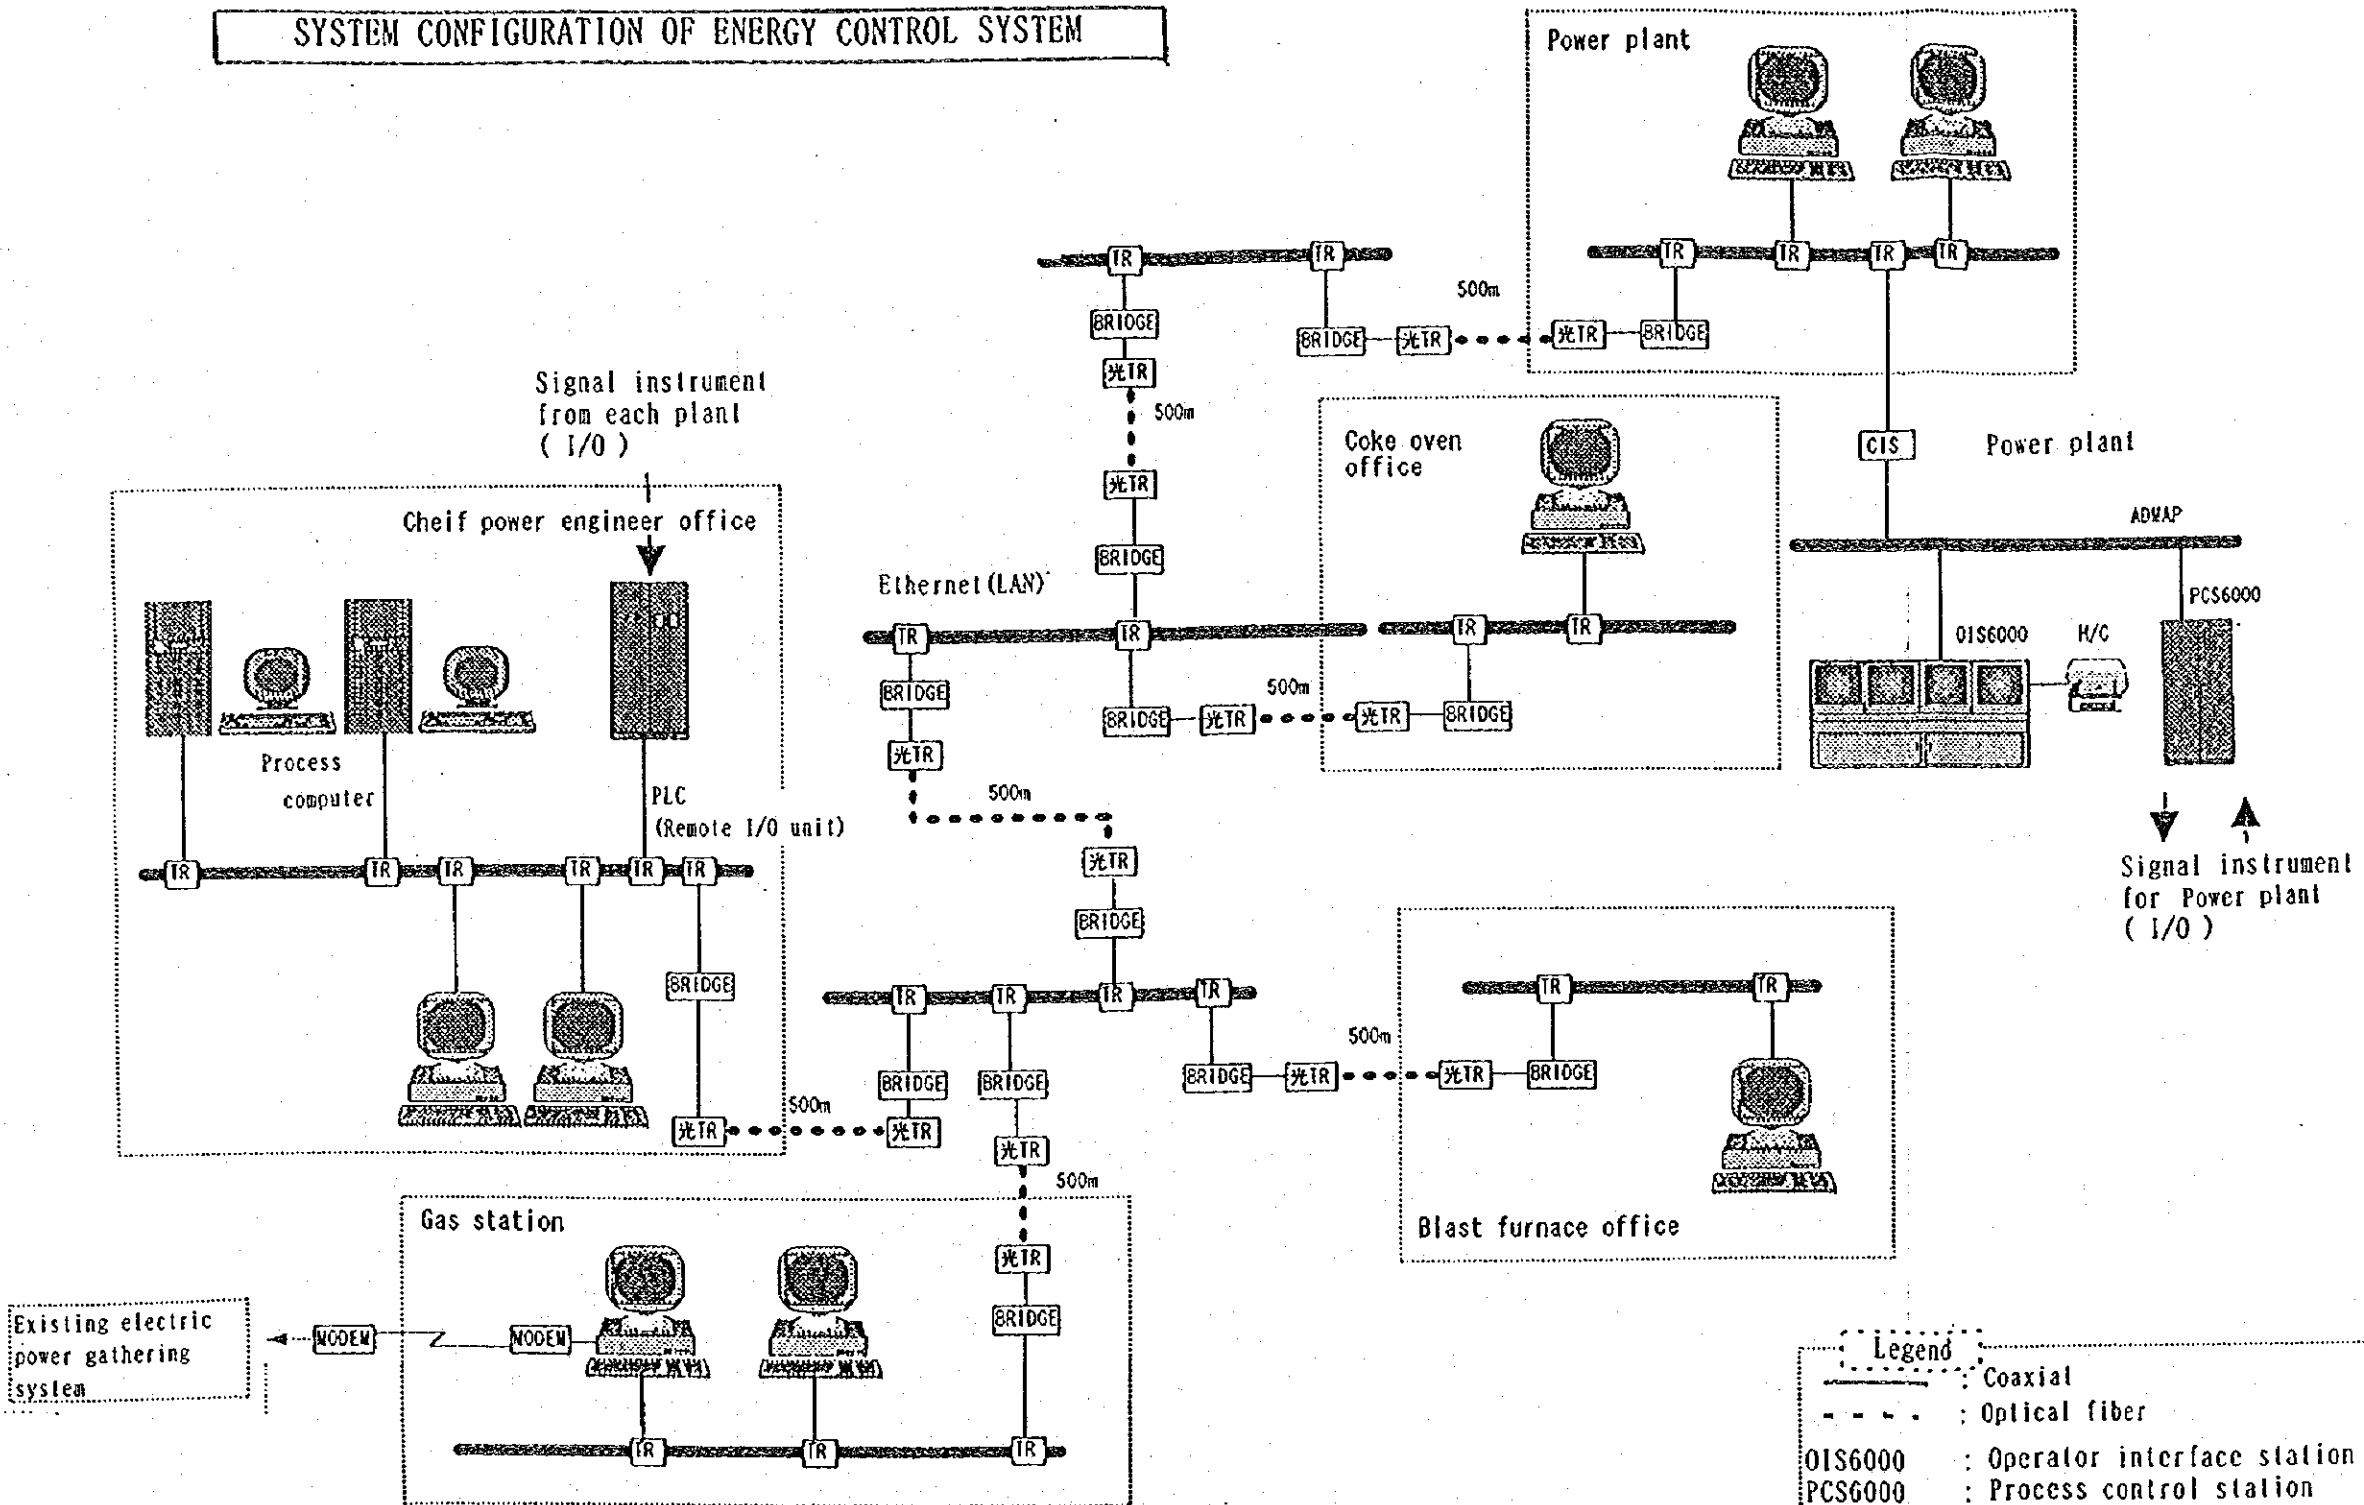 SYSTEM CONFIGURATION OF ENERGY CONTROL SYSTEM
Power plant
TR
TR
TR
TR
TR
TR
500m
BRIDGE
BRIDGE
光TR
光TR
BRIDGE
光TR
500m
光TR
BRIDGE
Signal instrument
from each plant
( I/O )
Coke oven
office
CIS
Power plant
ADMAP
Cheif power engineer office
Ethernet(LAN)
TR
TR
TR
TR
PCS6000
OIS6000
H/C
BRIDGE
500m
BRIDGE
光TR
光TR
BRIDGE
光TR
Process
computer
PLC
(Remote I/O unit)
500m
TR
TR
TR
TR
TR
TR
光TR
Signal instrument
for Power plant
( I/O )
BRIDGE
BRIDGE
TR
TR
TR
TR
TR
TR
500m
BRIDGE
BRIDGE
BRIDGE
光TR
光TR
BRIDGE
500m
光TR
光TR
光TR
500m
Gas station
Blast furnace office
光TR
Existing electric
power gathering
system
MODEM
MODEM
BRIDGE
TR
TR
TR
Legend
: Coaxial
: Optical fiber
OIS6000 : Operator interface station
PCS6000 : Process control station